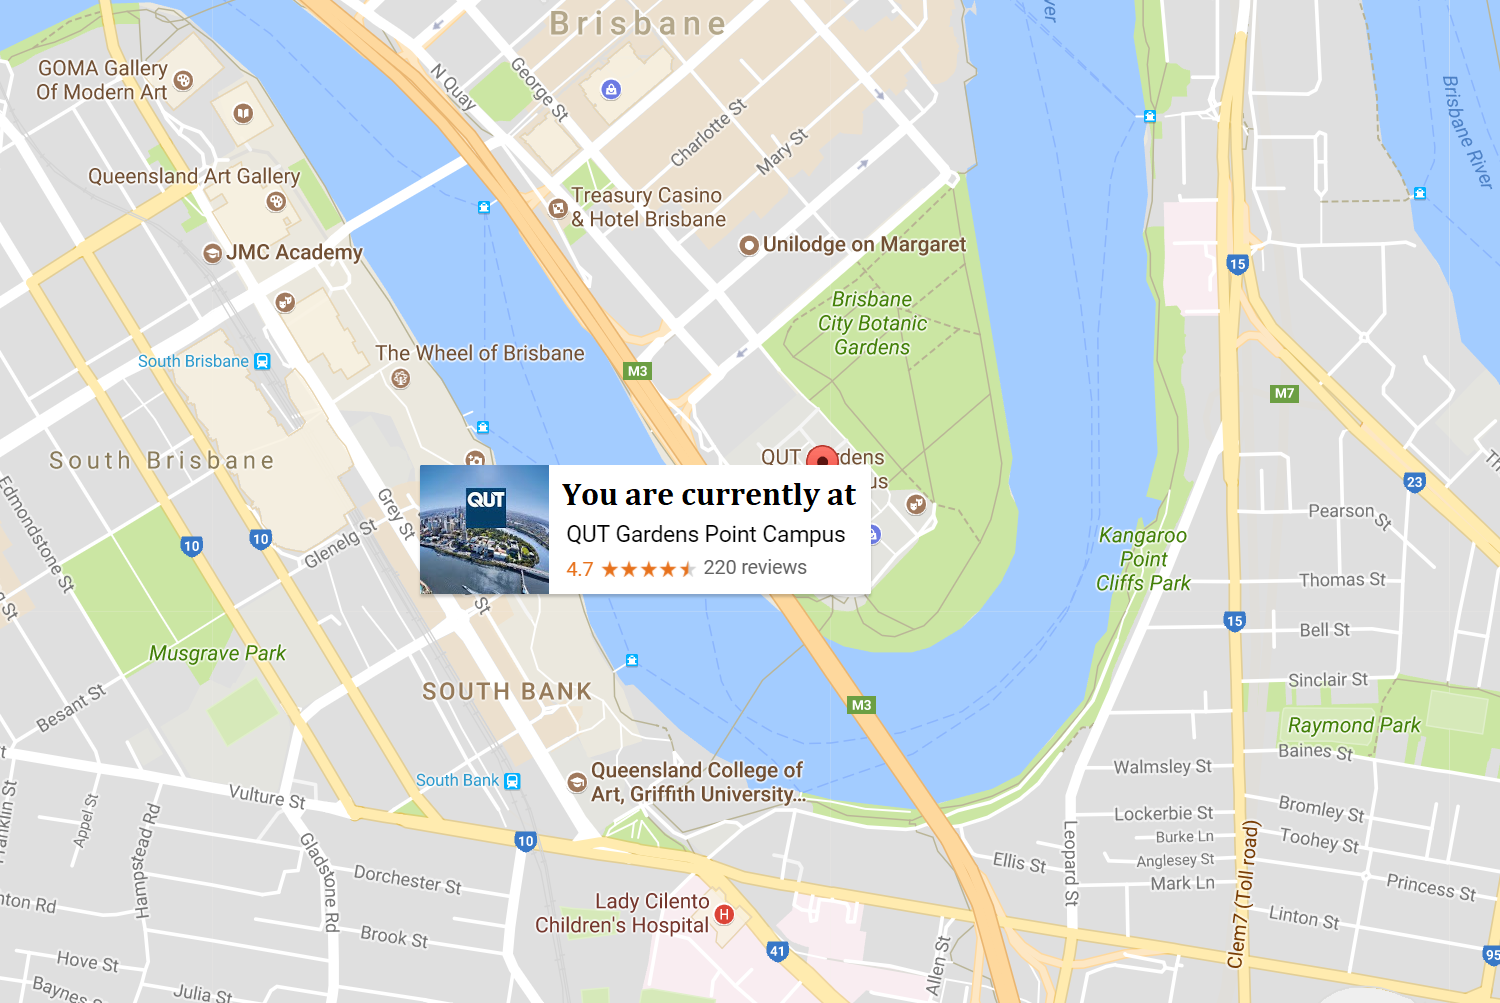 Brisbane
GOMA Gallery
Of Modern Art
N Quay
George St
Charlotte St
Mary St
Brisbane River
Queensland Art Gallery
Treasury Casino
& Hotel Brisbane
JMC Academy
Unilodge on Margaret
15
Brisbane
City Botanic
Gardens
The Wheel of Brisbane
South Brisbane
M3
M7
South Brisbane
QUT
dens
us
QUT
You are currently at
QUT Gardens Point Campus
4.7
220 reviews
23
Edmondstone St
Grey St
Pearson St
10
10
Glenelg St
Kangaroo
Point
Cliffs Park
Thomas St
St
15
Bell St
Musgrave Park
Sinclair St
SOUTH BANK
Besant St
M3
Raymond Park
Baines St
Walmsley St
South Bank
Queensland College of
Art, Griffith University...
Vulture St
Appel St
Hampstead Rd
Franklin St
Lockerbie St
Bromley St
Burke Ln
Toohey St
10
Gladstone Rd
Leopard St
Clem7 (Toll road)
Ellis St
Anglesey St
Mark Ln
Princess St
Dorchester St
Lady Cilento
Children's Hospital
H
Linton St
nton Rd
Brook St
41
Allen St
95
Hove St
Baynes St
Julia St